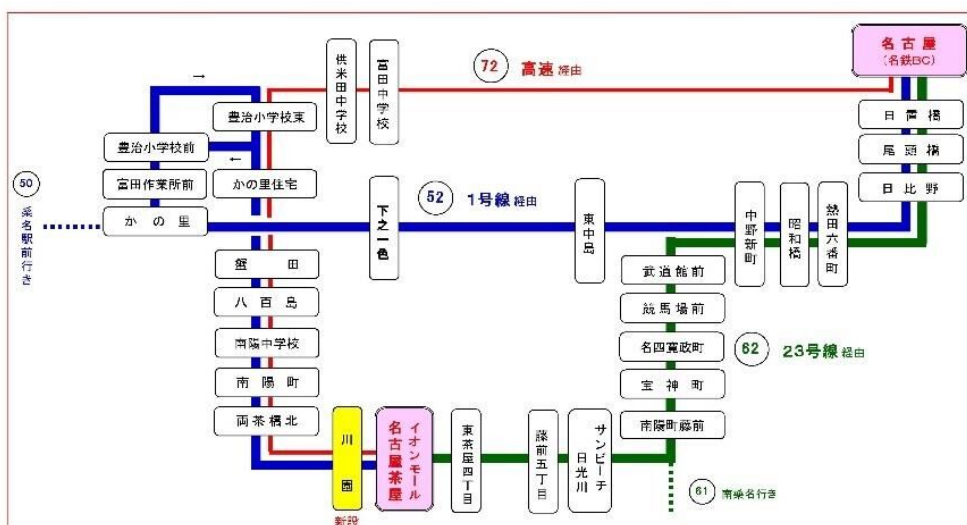 名古屋
(名鉄BC)
72 高速 経由
供米田中学校
富田中学校
→
豊治小学校東
日置橋
豊治小学校前
←
尾頭橋
50 桑名駅前行き
富田作業所前
かの里住宅
日比野
52 1号線 経由
かの里
下之一色
東中島
中野新町
昭和橋
熱田六番町
蟹田
武道館前
八百島
競馬場前
南陽中学校
名四寛政町
62 23号線 経由
南陽町
宝神町
両茶橋北
川園
イオンモール
名古屋茶屋
東茶屋四丁目
藤前五丁目
サンビーチ
日光川
南陽町藤前
61 南桑名行き
新設